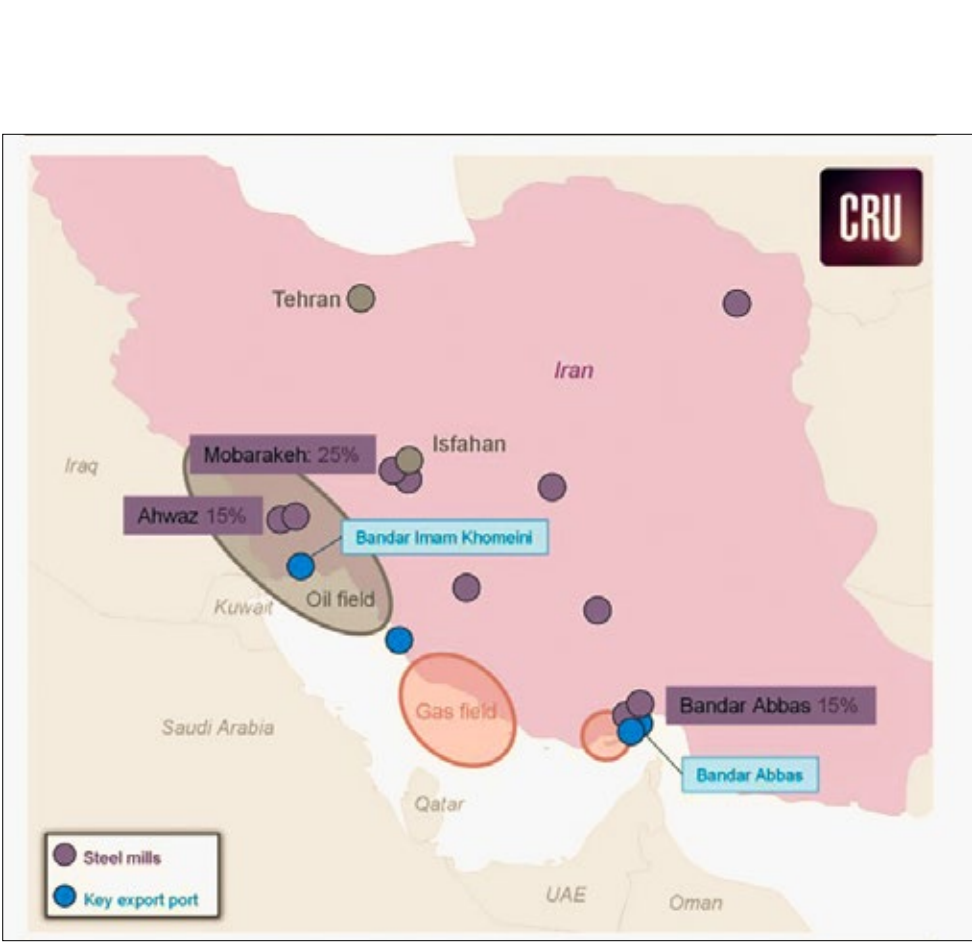 CRU
Tehran
Iran
Isfahan
Mobarakeh: 25%
Iraq
Ahwaz 15%
Bandar Imam Khomeini
Oil field
Kuwait
Gas field
Bandar Abbas 15%
Saudi Arabia
Bandar Abbas
Qatar
Steel mills
Key export port
UAE
Oman